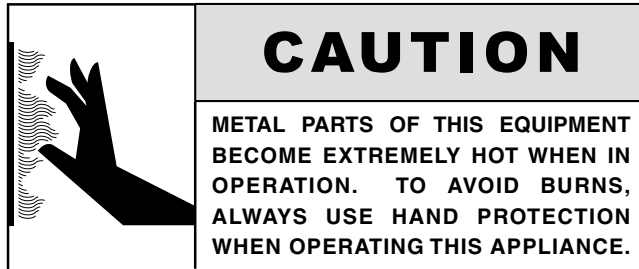 CAUTION
METAL PARTS OF THIS EQUIPMENT
BECOME EXTREMELY HOT WHEN IN
OPERATION. TO AVOID BURNS,
ALWAYS USE HAND PROTECTION
WHEN OPERATING THIS APPLIANCE.